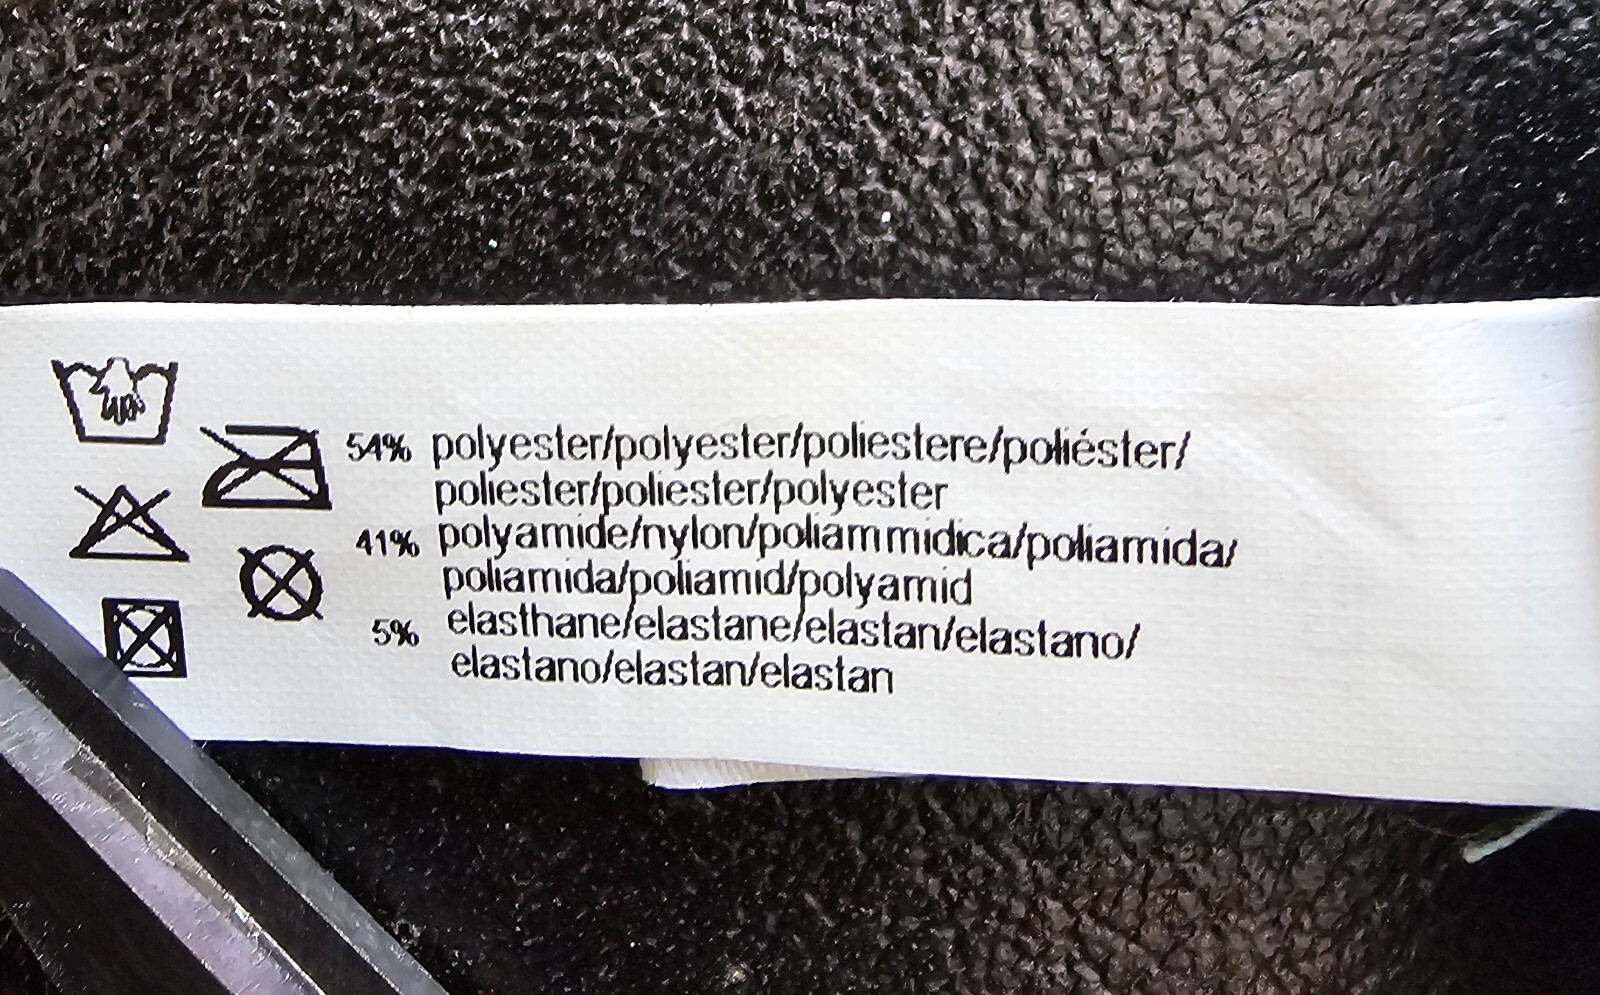 54% polyester/polyester/poliestere/poliéster/
poliester/poliester/polyester
41% polyamide/nylon/poliammidica/poliamida/
poliamida/poliamid/polyamid
5% elasthane/elastane/elastan/elastano/
elastano/elastan/elastan